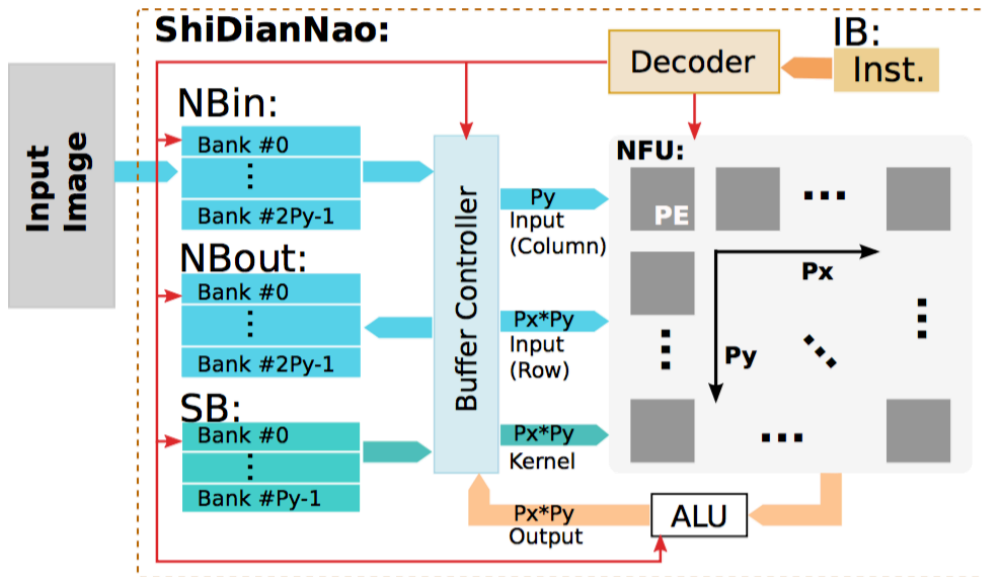 ShiDianNao:
IB:
Decoder
Inst.
Input
Image
NBin:
Bank #0
Bank #2Py-1
NBout:
Bank #0
Bank #2Py-1
SB:
Bank #0
Bank #Py-1
Buffer Controller
Py
Input
(Column)
Px*Py
Input
(Row)
Px*Py
Kernel
NFU:
PE
Px
Py
Px*Py
Output
ALU